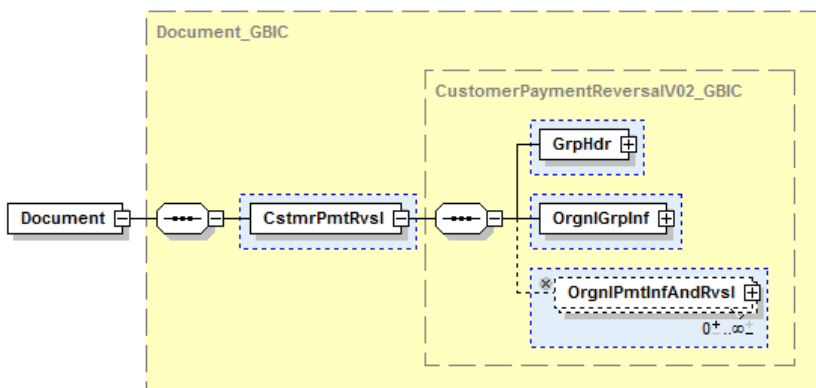 Document_GBIC
CustomerPaymentReversalV02_GBIC
GrpHdr
Document
CstmrPmtRvsl
OrgnlGrpInf
OrgnlPmtInfAndRvsl
0..∞